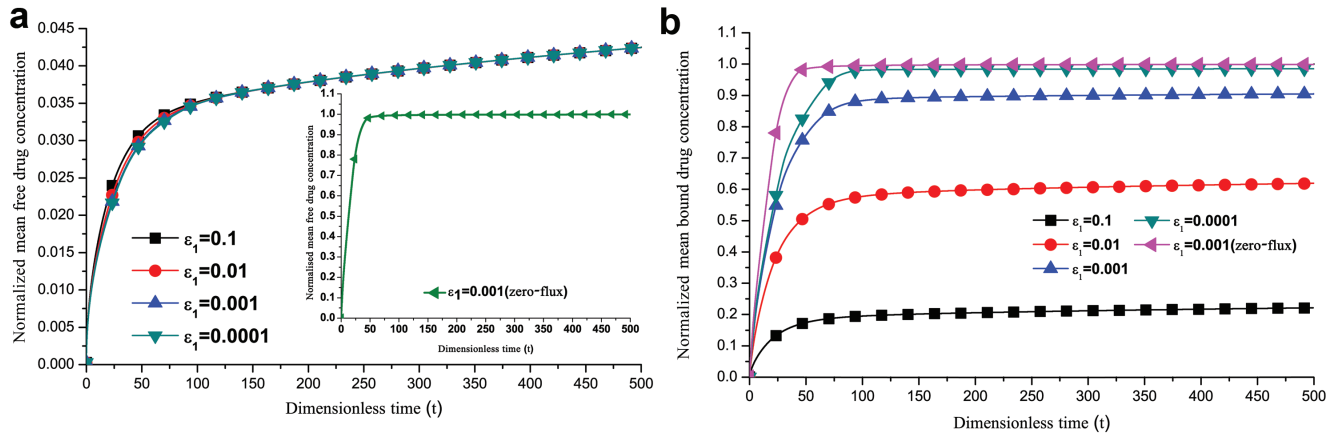 a
Normalized mean free drug concentration
0.045
0.040
0.035
0.030
0.025
0.020
0.015
0.010
0.005
0.000
0 50 100 150 200 250 300 350 400 450 500
Dimensionless time (t)
ε1=0.1
ε1=0.01
ε1=0.001
ε1=0.0001
Normalised mean free drug concentration
1.1
1.0
0.9
0.8
0.7
0.6
0.5
0.4
0.3
0.2
0.1
0.0
0 50 100 150 200 250 300 350 400 450 500
Dimensionless time (t)
ε1=0.001(zero-flux)
b
Normalized mean bound drug concentration
1.1
1.0
0.9
0.8
0.7
0.6
0.5
0.4
0.3
0.2
0.1
0.0
0 50 100 150 200 250 300 350 400 450 500
Dimensionless time (t)
ε1=0.1 ε1=0.0001
ε1=0.01 ε1=0.001(zero-flux)
ε1=0.001